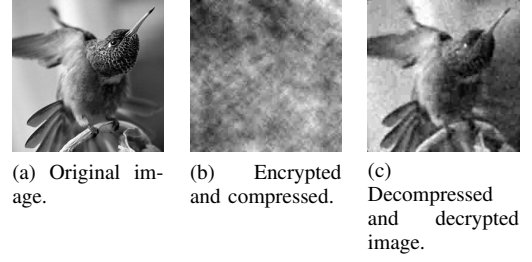 (a) Original im-
age.
(b) Encrypted
and compressed.
(c)
Decompressed
and decrypted
image.